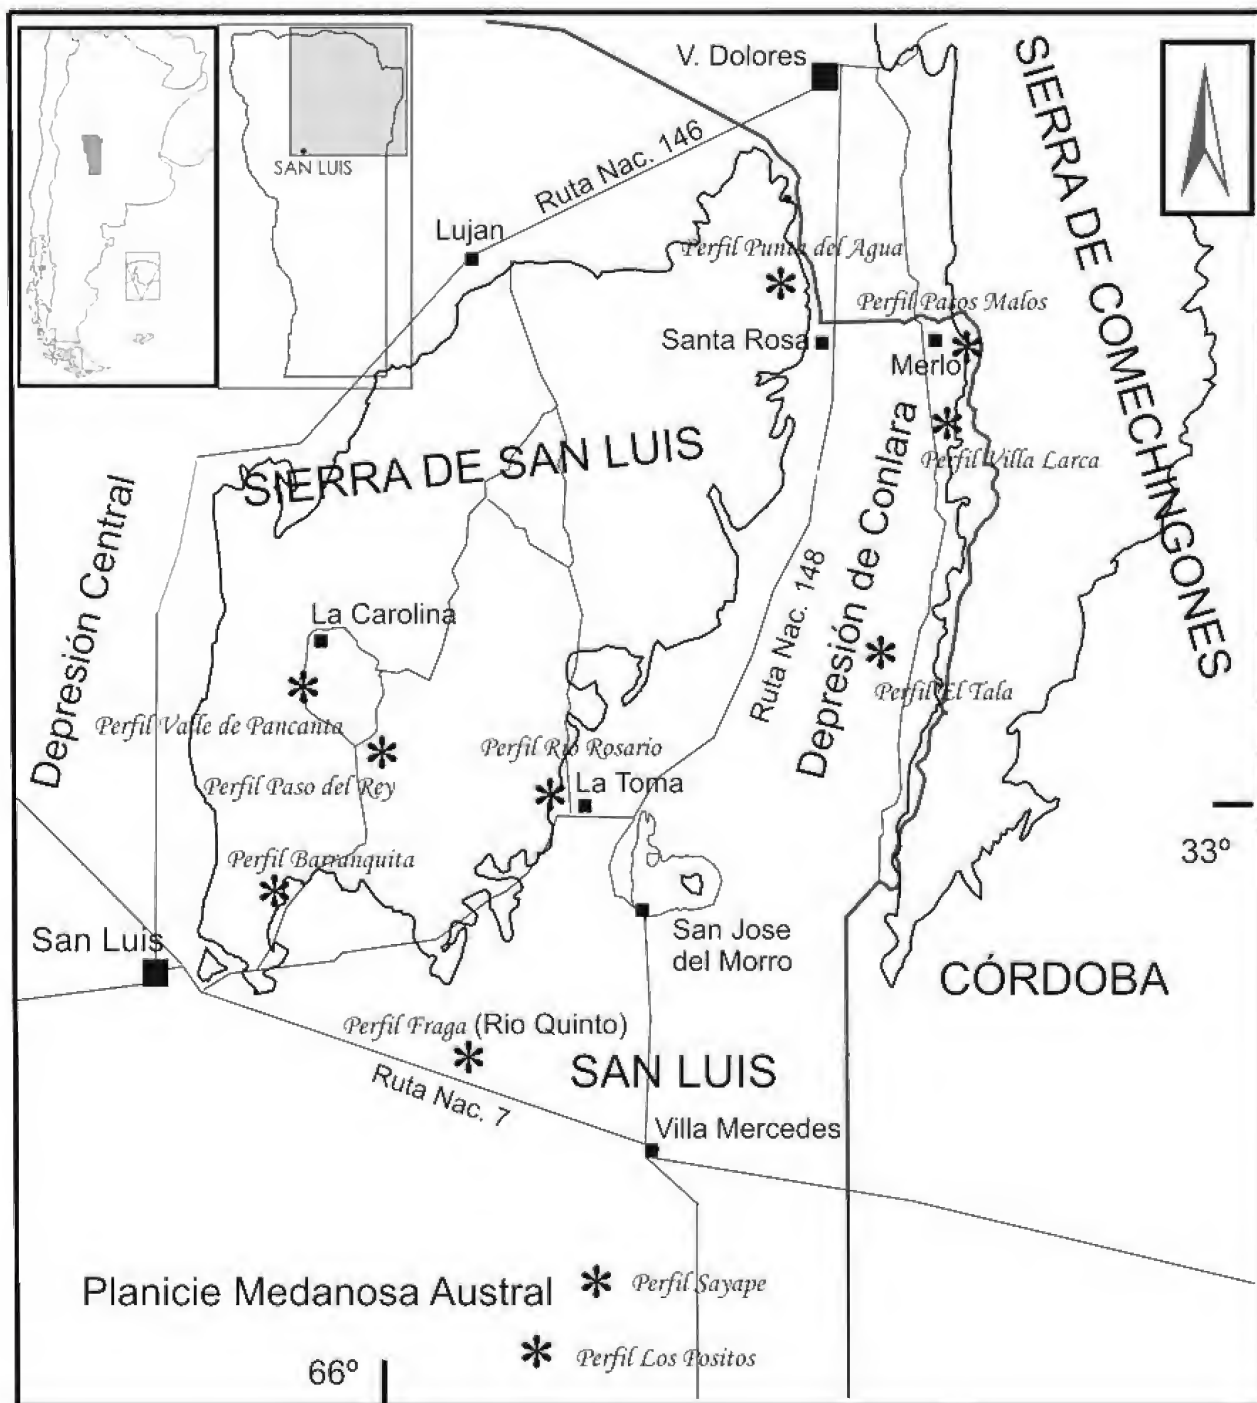 V. Dolores
SIERRA DE COMECHINGONES
SAN LUIS
Ruta Nac. 146
Lujan
Perfil Punta del Agua
Perfil Pasos Malos
Santa Rosa
Merlo
SIERRA DE SAN LUIS
Perfil Villa Larca
Depresión Central
Depresión de Conlara
Ruta Nac. 148
La Carolina
Perfil El Tala
Perfil Valle de Pancanta
Perfil Río Rosario
Perfil Paso del Rey
La Toma
33º
Perfil Barranquita
San Luis
San Jose
del Morro
CÓRDOBA
Perfil Fraga (Rio Quinto)
SAN LUIS
Ruta Nac. 7
Villa Mercedes
Planicie Medanosa Austral
Perfil Sayape
Perfil Los Positos
66º